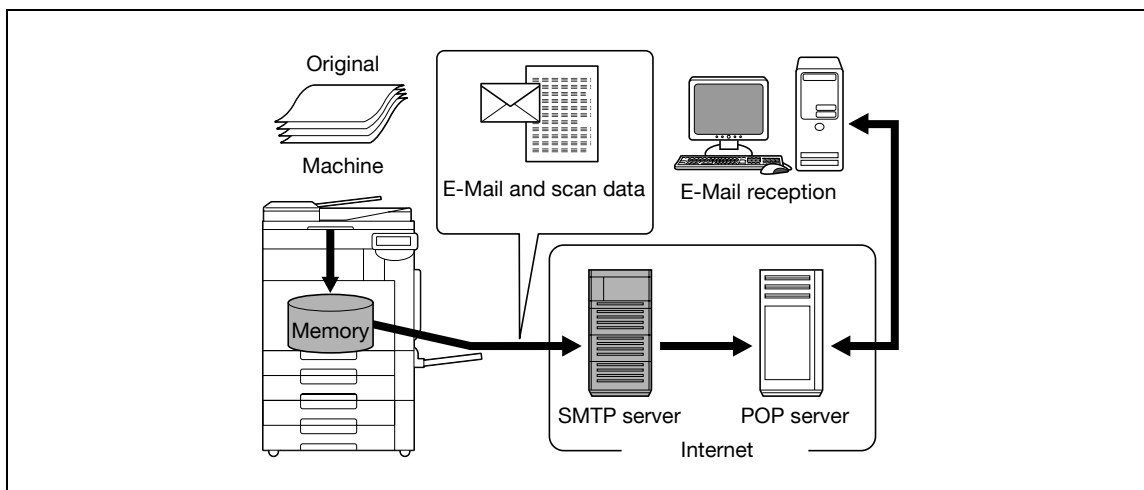 Original
Machine
E-Mail and scan data
E-Mail reception
Memory
SMTP server
POP server
Internet